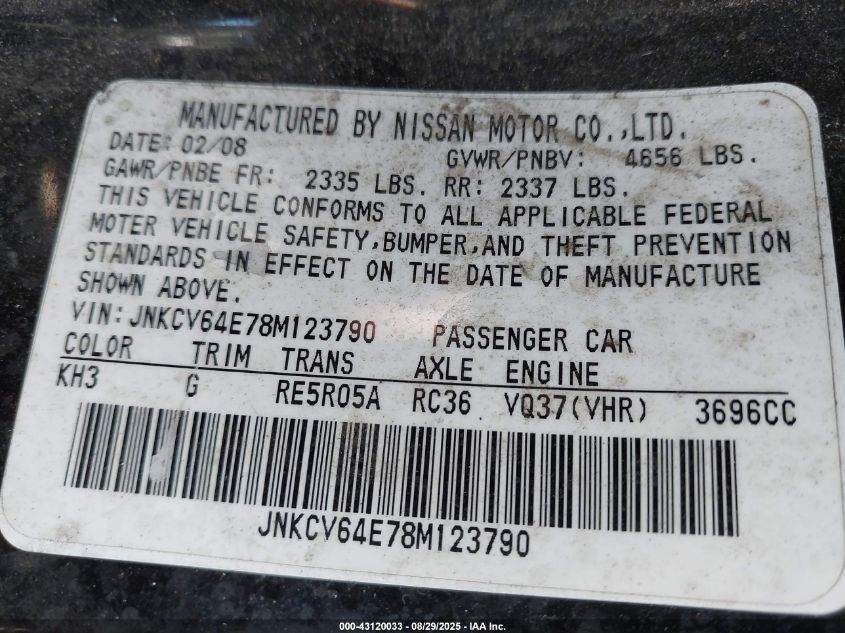 MANUFACTURED BY NISSAN MOTOR CO.,LTD.
DATE: 02/08 GVWR/PNBV: 4656 LBS.
GAWR/PNBE FR: 2335 LBS. RR: 2337 LBS.
THIS VEHICLE CONFORMS TO ALL APPLICABLE FEDERAL
MOTER VEHICLE SAFETY,BUMPER,AND THEFT PREVENTION
STANDARDS IN EFFECT ON THE DATE OF MANUFACTURE
SHOWN ABOVE.
VIN: JNKCV64E78M123790 PASSENGER CAR
COLOR TRIM TRANS AXLE ENGINE
KH3 G RE5R05A RC36 VQ37(VHR) 3696CC
JNKCV64E78M123790
000-43120033 - 08/29/2025 - IAA Inc.